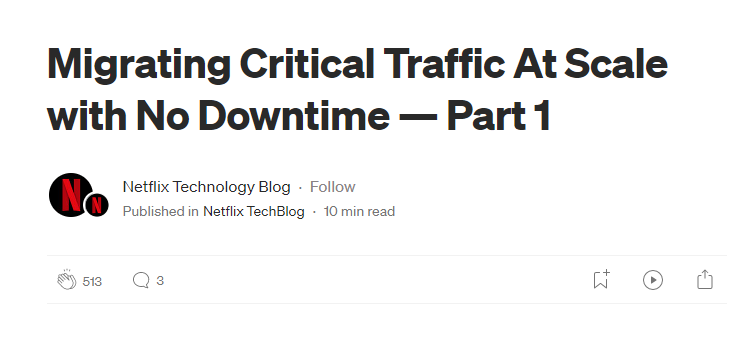 Migrating Critical Traffic At Scale
with No Downtime — Part 1
N
N
Netflix Technology Blog · Follow
Published in Netflix TechBlog · 10 min read
513 3